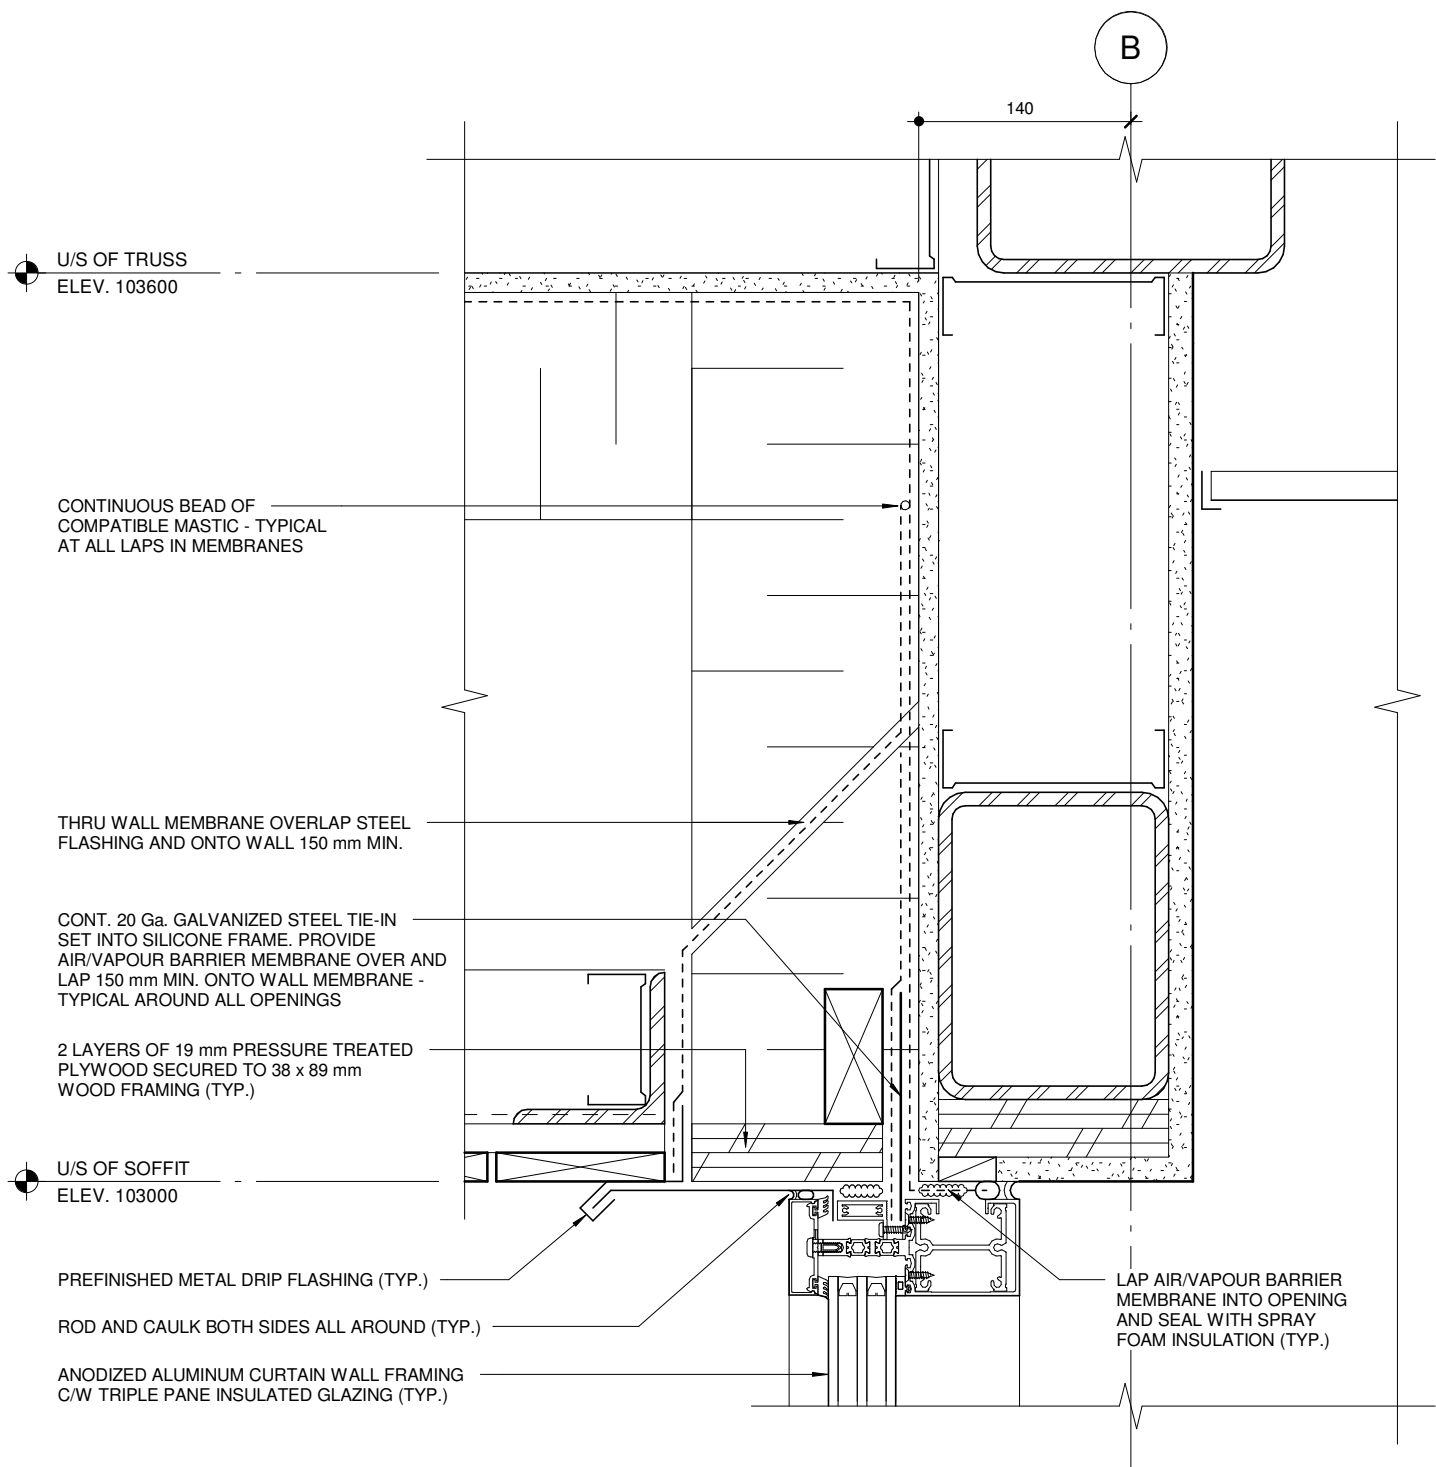 B
140
U/S OF TRUSS
ELEV. 103600
CONTINUOUS BEAD OF
COMPATIBLE MASTIC - TYPICAL
AT ALL LAPS IN MEMBRANES
THRU WALL MEMBRANE OVERLAP STEEL
FLASHING AND ONTO WALL 150 mm MIN.
CONT. 20 Ga. GALVANIZED STEEL TIE-IN
SET INTO SILICONE FRAME. PROVIDE
AIR/VAPOUR BARRIER MEMBRANE OVER AND
LAP 150 mm MIN. ONTO WALL MEMBRANE -
TYPICAL AROUND ALL OPENINGS
2 LAYERS OF 19 mm PRESSURE TREATED
PLYWOOD SECURED TO 38 x 89 mm
WOOD FRAMING (TYP.)
U/S OF SOFFIT
ELEV. 103000
PREFINISHED METAL DRIP FLASHING (TYP.)
ROD AND CAULK BOTH SIDES ALL AROUND (TYP.)
ANODIZED ALUMINUM CURTAIN WALL FRAMING
C/W TRIPLE PANE INSULATED GLAZING (TYP.)
LAP AIR/VAPOUR BARRIER
MEMBRANE INTO OPENING
AND SEAL WITH SPRAY
FOAM INSULATION (TYP.)